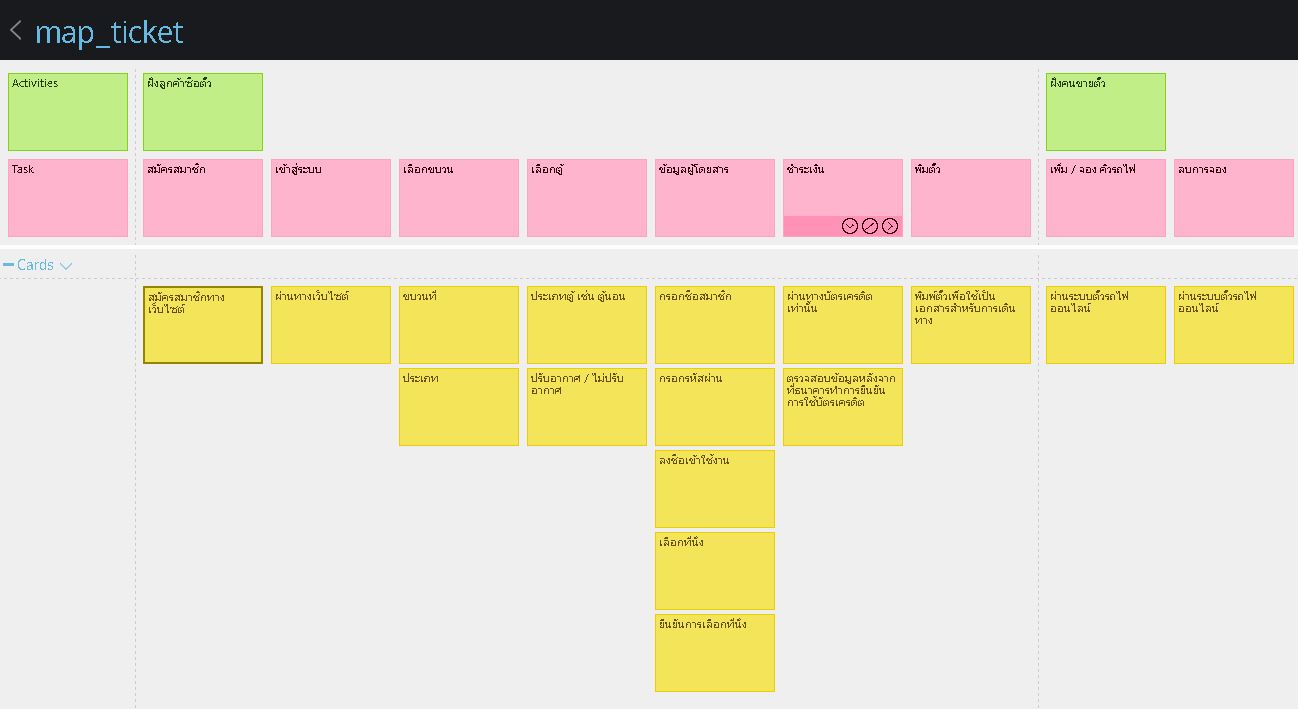 map_ticket
Activities
ฝั่งลูกค้าซื้อตั๋ว
ฝั่งคนขายตั๋ว
Task
สมัครสมาชิก
เข้าสู่ระบบ
เลือกขบวน
เลือกตู้
ข้อมูลผู้โดยสาร
ชำระเงิน
พิมตั๋ว
เพิ่ม / จอง คิวรถไฟ
ลบการจอง
Cards
สมัครสมาชิกทาง
เว็บไซต์
ผ่านทางเว็บไซต์
ขบวนที่
ประเภทตู้ เช่น ตู้นอน
กรอกชื่อสมาชิก
ผ่านทางบัตรเครดิต
เท่านั้น
พิมพ์ตั๋วเพื่อใช้เป็น
เอกสารสำหรับการเดิน
ทาง
ผ่านระบบตั๋วรถไฟ
ออนไลน์
ผ่านระบบตั๋วรถไฟ
ออนไลน์
ประเภท
ปรับอากาศ / ไม่ปรับ
อากาศ
กรอกรหัสผ่าน
ตรวจสอบข้อมูลหลังจาก
ที่ธนาคารทำการยืนยัน
การใช้บัตรเครดิต
ลงชื่อเข้าใช้งาน
เลือกที่นั่ง
ยืนยันการเลือกที่นั่ง